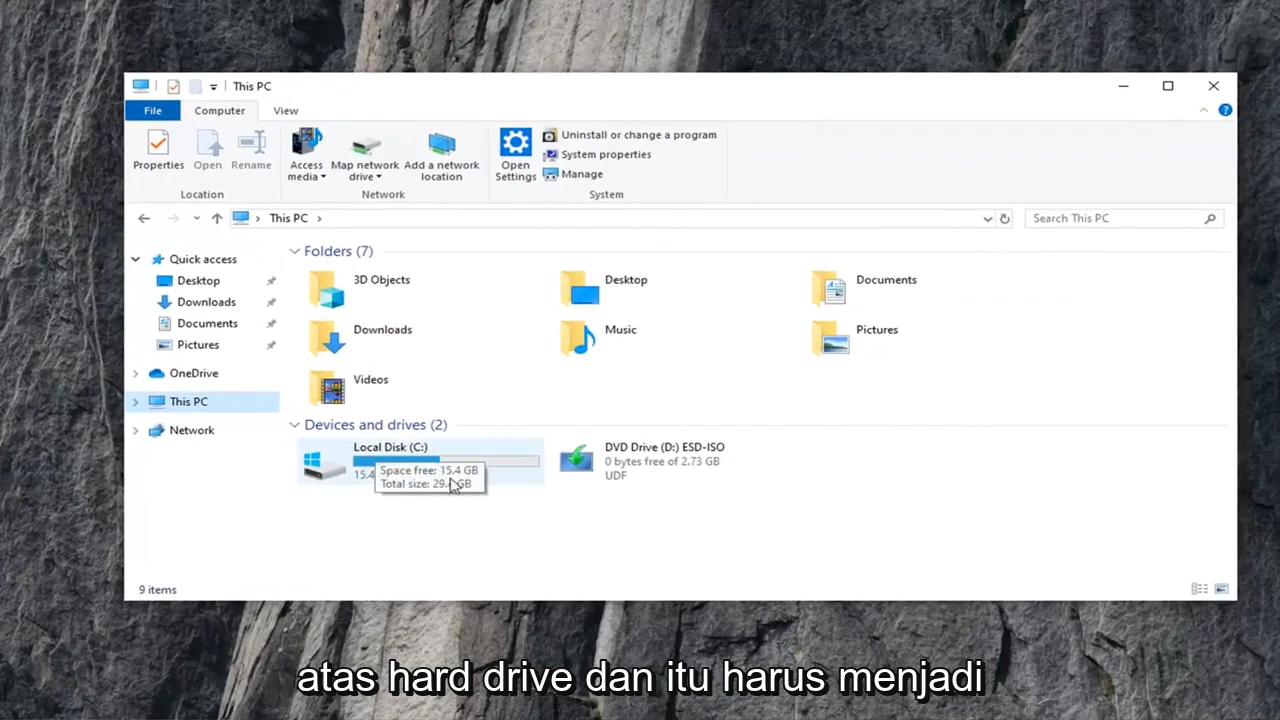 This PC
File
Computer
View
Properties
Open
Rename
Location
Access
media
Map network
drive
Add a network
location
Network
Open
Settings
Uninstall or change a program
System properties
Manage
System
This PC
Search This PC
Quick access
Desktop
Downloads
Documents
Pictures
OneDrive
This PC
Network
Folders (7)
3D Objects
Desktop
Documents
Downloads
Music
Pictures
Videos
Devices and drives (2)
Local Disk (C:)
15.4
Space free: 15.4 GB
Total size: 29. GB
DVD Drive (D:) ESD-ISO
0 bytes free of 2.73 GB
UDF
9 items
atas hard drive dan itu harus menjadi